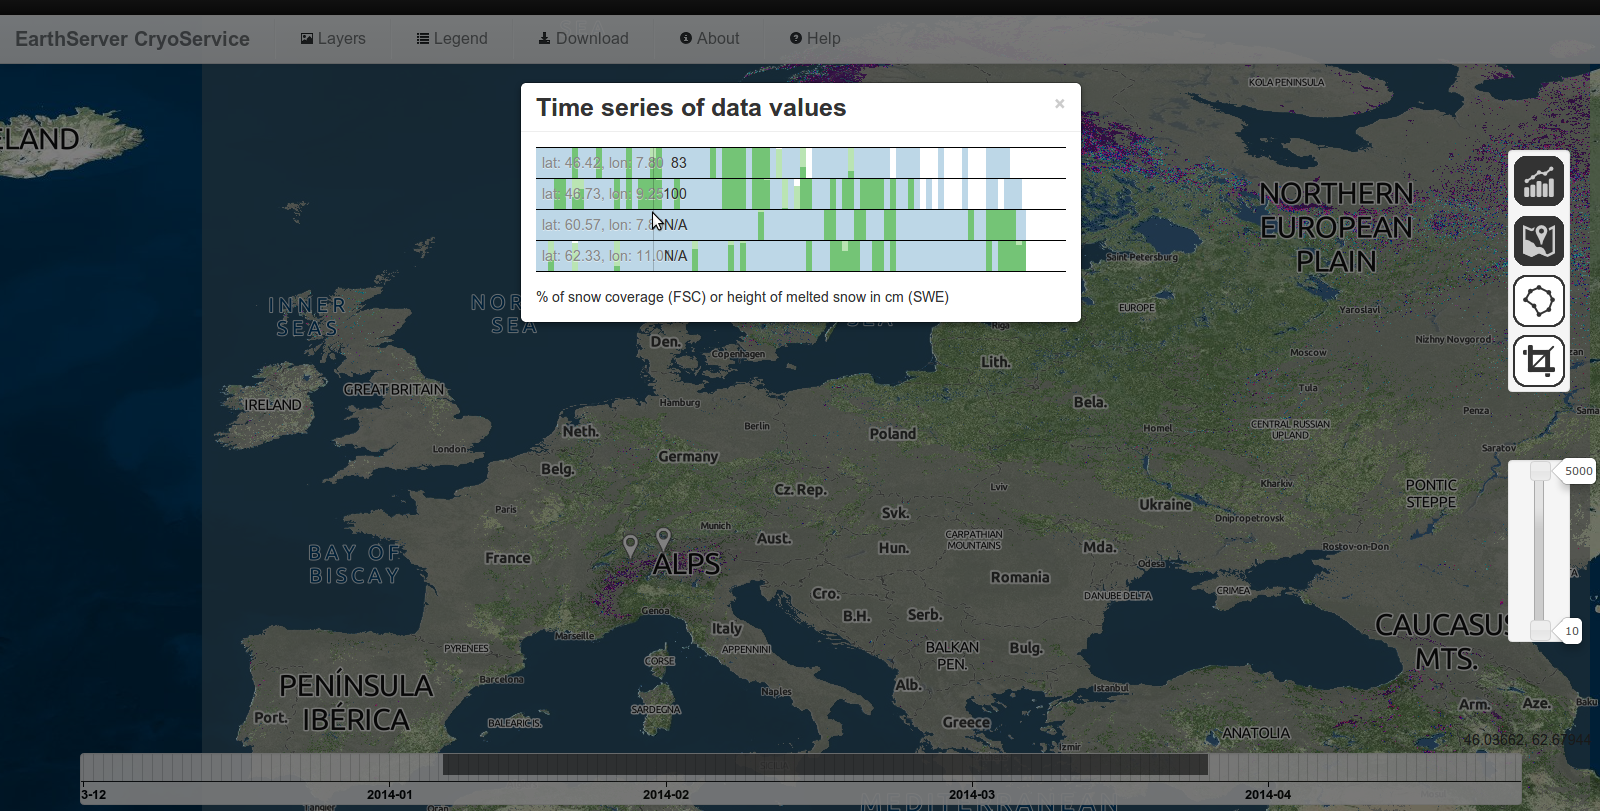 EarthServer CryoService
Layers
Legend
Download
About
Help
Time series of data values
×
lat: 46.42, lon: 7.80 83
lat: 46.73, lon: 9.25 100
lat: 60.57, lon: 7.8 N/A
lat: 62.33, lon: 11.0 N/A
% of snow coverage (FSC) or height of melted snow in cm (SWE)
KOLA PENINSULA
ELAND
NORTHERN
EUROPEAN
PLAIN
Saint Petersburg
INNER
SEAS
NOR
SEA
SEA
EUROPE
Yaroslavl
Riga
Nizhny Novgorod
Den.
Copenhagen
Lith.
Moscow
zan
GREAT BRITAIN
Tula
IRELAND
Hamburg
Bela.
Penza
Sama
Berlin
Neth.
Poland
Homel
CENTRAL RUSSIAN
UPLAND
London
Saratov
Germany
Belg.
5000
Cz. Rep.
Lviv
Kharkiv
PONTIC
STEPPE
Paris
Svk.
Ukraine
Dnipropetrovsk
Munich
Aust.
CARPATHIAN
MOUNTAINS
BAY OF
BISCAY
France
ALPS
Hun.
Mda.
Rostov-on-Don
Odesa
TA
Romania
Cro.
DANUBE DELTA
CRIMEA
Genoa
B.H.
Serb.
CAUCASUS
MTS.
10
Marseille
Italy
PYRENEES
APPENNINI
BALKAN
PEN.
Bulg.
CORSE
Barcelona
PENÍNSULA
IBÉRICA
Naples
Alb.
Istanbul
Port.
SARDEGNA
BALEARIC IS.
Greece
Arm.
Aze.
Baku
ANATOLIA
46.03662, 62.67944
Izmir
3-12
2014-01
2014-02
2014-03
2014-04
Tangier
Oran
MEDITERRANEAN